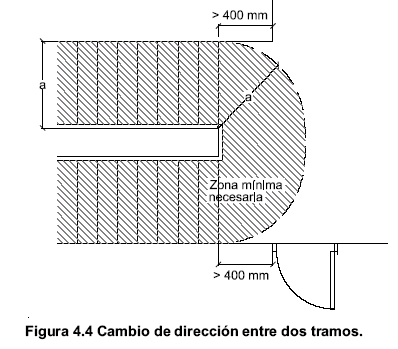 > 400 mm
a
a
Zona mínima
necesaria
> 400 mm
Figura 4.4 Cambio de dirección entre dos tramos.